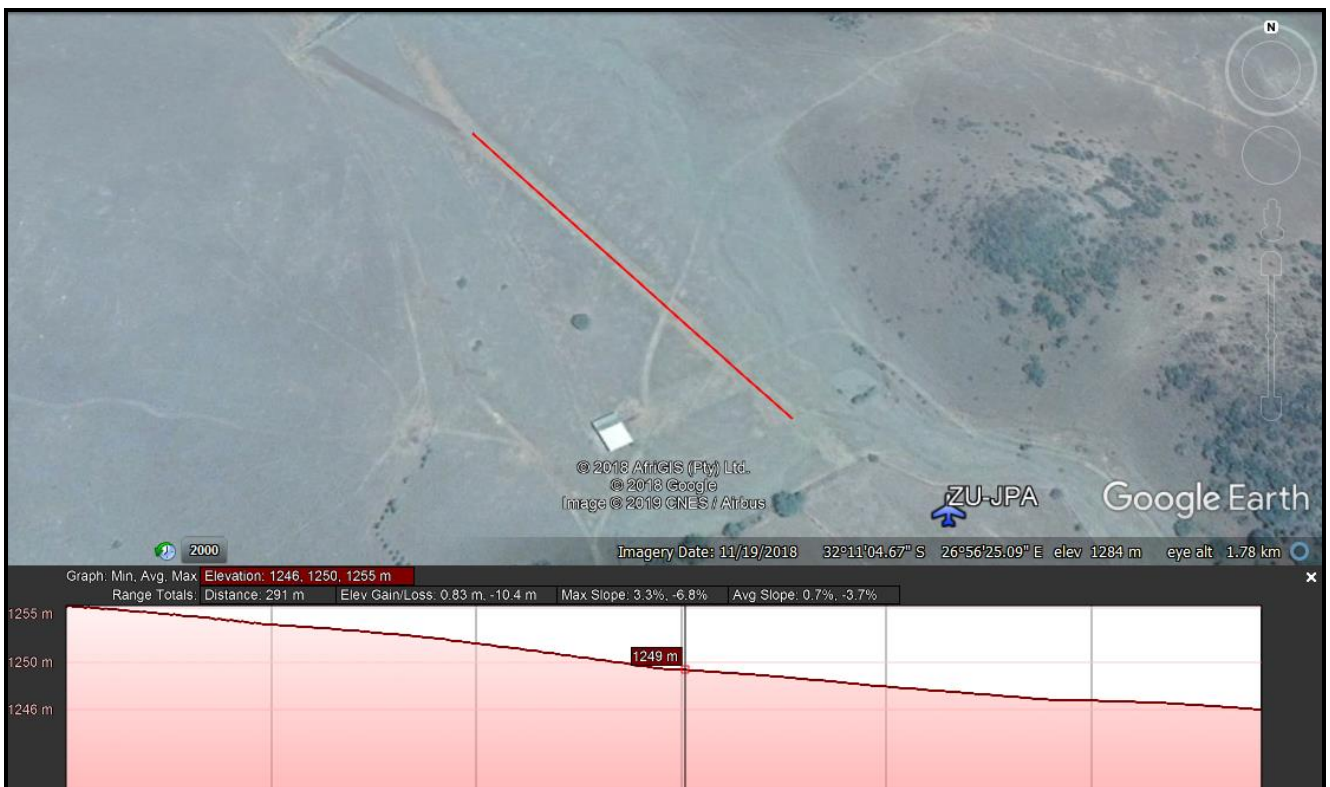 N
© 2018 AfriGIS (Pty) Ltd.
© 2018 Google
Image © 2019 CNES / Airbus
ZU-JPA
Google Earth
2000
Imagery Date: 11/19/2018 32°11'04.67" S 26°56'25.09" E elev 1284 m eye alt 1.78 km
Graph: Min, Avg, Max Elevation: 1246, 1250, 1255 m
Range Totals: Distance: 291 m Elev Gain/Loss: 0.83 m, -10.4 m Max Slope: 3.3%, -6.8% Avg Slope: 0.7%, -3.7%
1255 m
1249 m
1250 m
1246 m